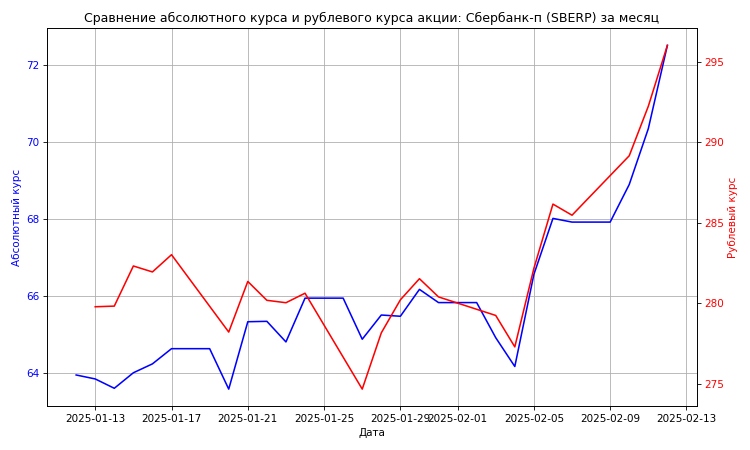 Сравнение абсолютного курса и рублевого курса акции: Сбербанк-п (SBERP) за месяц
Абсолютный курс
72
70
68
66
64
295
290
285
280
275
Рублевый курс
2025-01-13 2025-01-17 2025-01-21 2025-01-25 2025-01-29 2025-02-01 2025-02-05 2025-02-09 2025-02-13
Дата